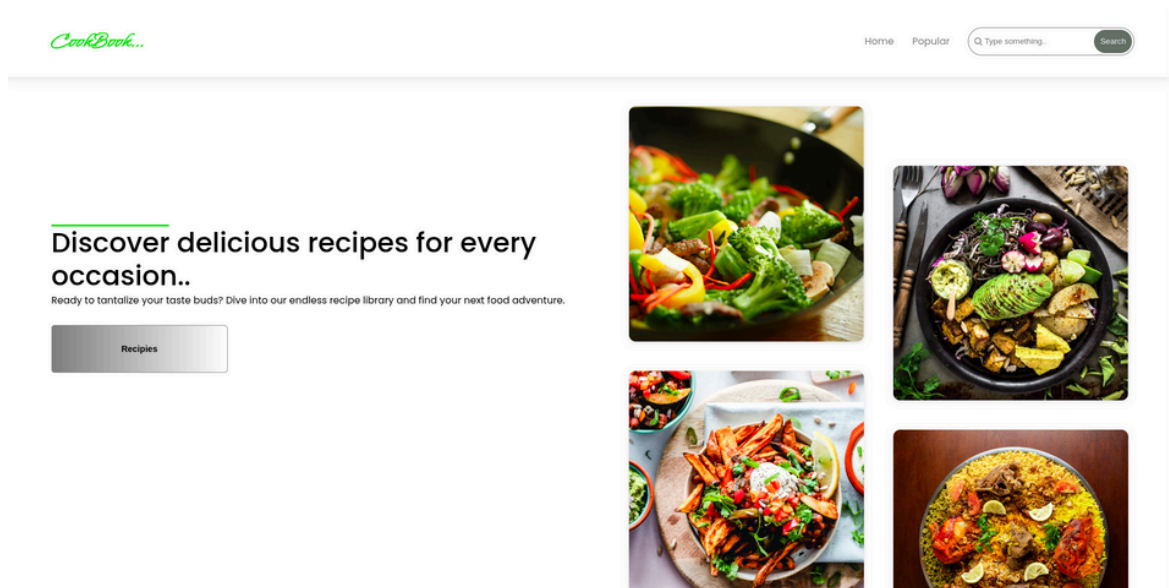 CookBook...
Home
Popular
Type something..
Search
Discover delicious recipes for every
occasion..
Ready to tantalize your taste buds? Dive into our endless recipe library and find your next food adventure.
Recipies